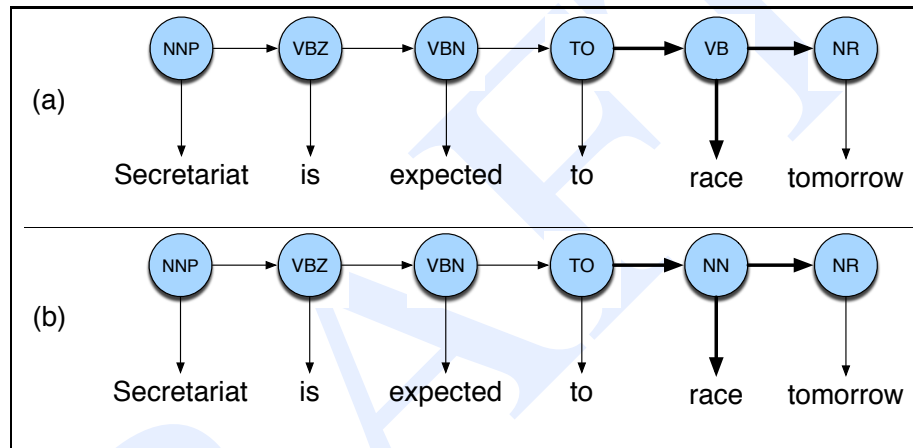 NNP VBZ VBN TO VB NR
(a)
Secretariat is expected to race tomorrow
NNP VBZ VBN TO NN NR
(b)
Secretariat is expected to race tomorrow